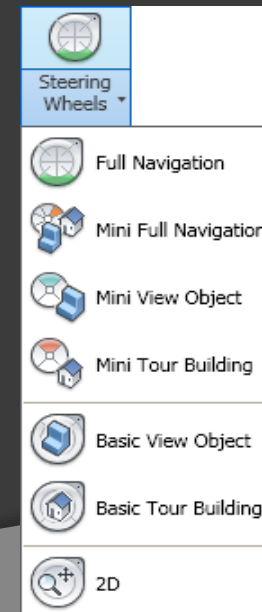 Steering
Wheels
Full Navigation
Mini Full Navigation
Mini View Object
Mini Tour Building
Basic View Object
Basic Tour Building
2D